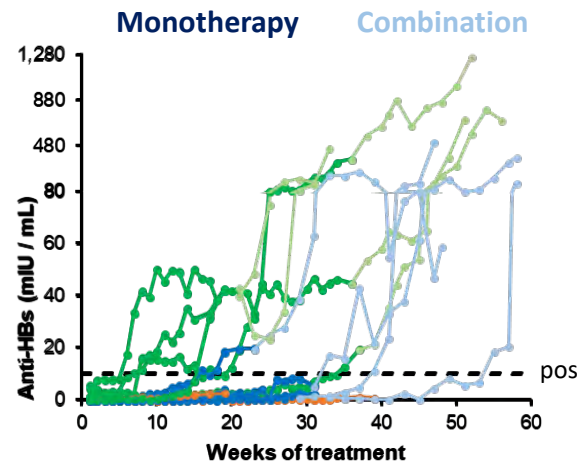 Monotherapy Combination
1,280
880
480
80
60
40
20
0
Anti-HBs (mIU / mL)
pos
0 10 20 30 40 50 60
Weeks of treatment